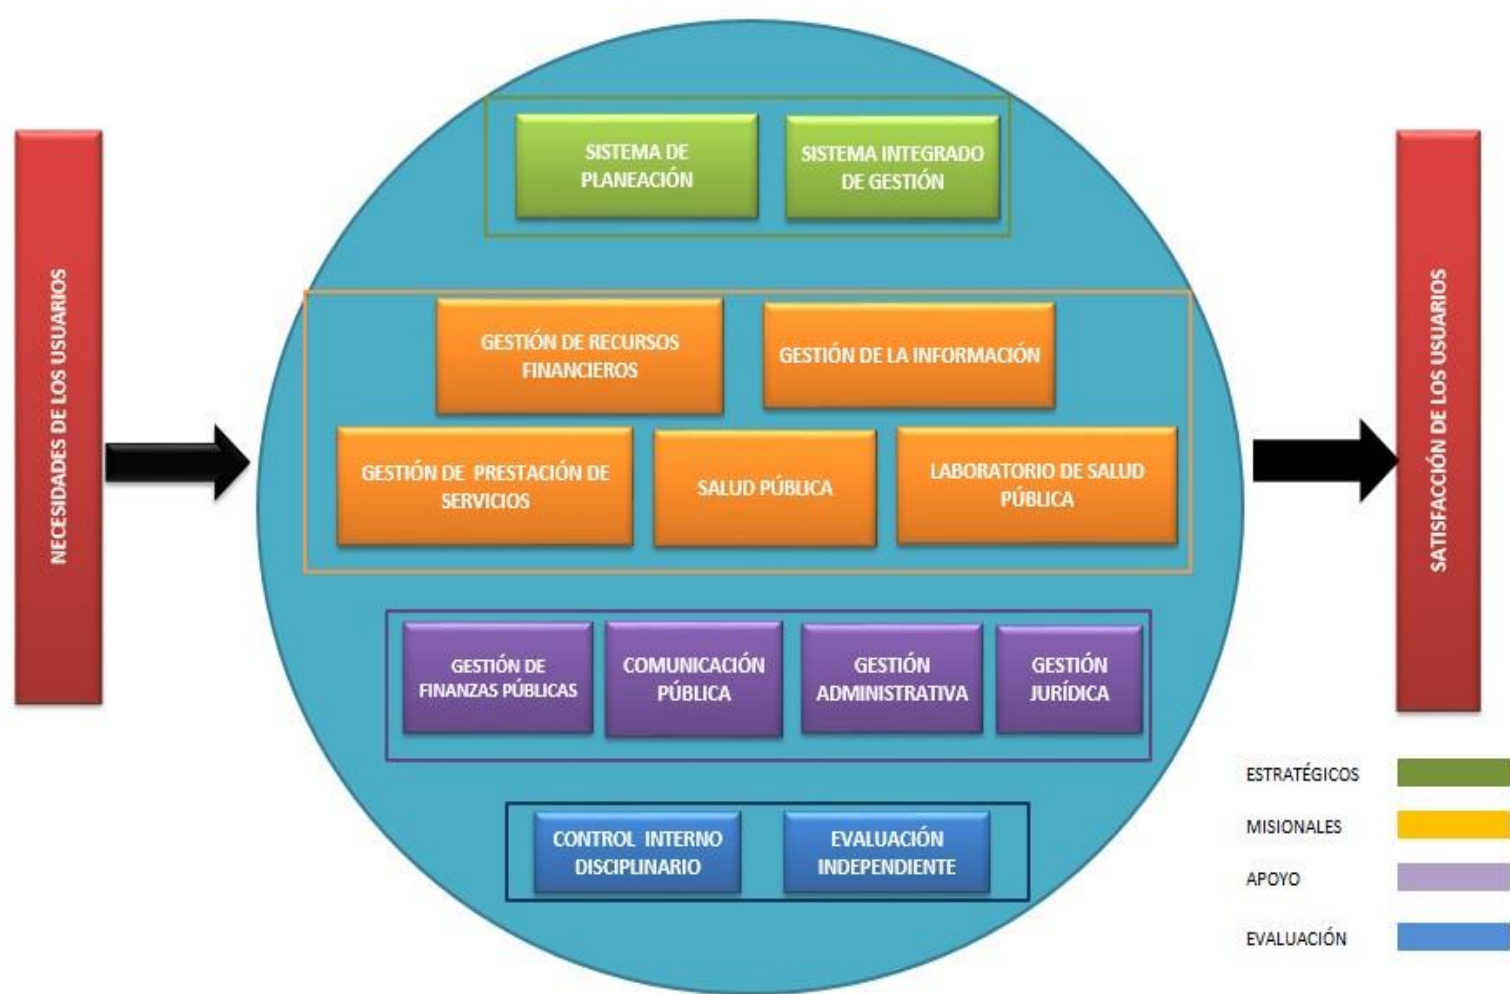 NECESIDADES DE LOS USUARIOS
SISTEMA DE
PLANEACIÓN
SISTEMA INTEGRADO
DE GESTIÓN
GESTIÓN DE RECURSOS
FINANCIEROS
GESTIÓN DE LA INFORMACIÓN
GESTIÓN DE PRESTACIÓN DE
SERVICIOS
SALUD PÚBLICA
LABORATORIO DE SALUD
PÚBLICA
GESTIÓN DE
FINANZAS PÚBLICAS
COMUNICACIÓN
PÚBLICA
GESTIÓN
ADMINISTRATIVA
GESTIÓN
JURÍDICA
CONTROL INTERNO
DISCIPLINARIO
EVALUACIÓN
INDEPENDIENTE
SATISFACCIÓN DE LOS USUARIOS
ESTRATÉGICOS
MISIONALES
APOYO
EVALUACIÓN